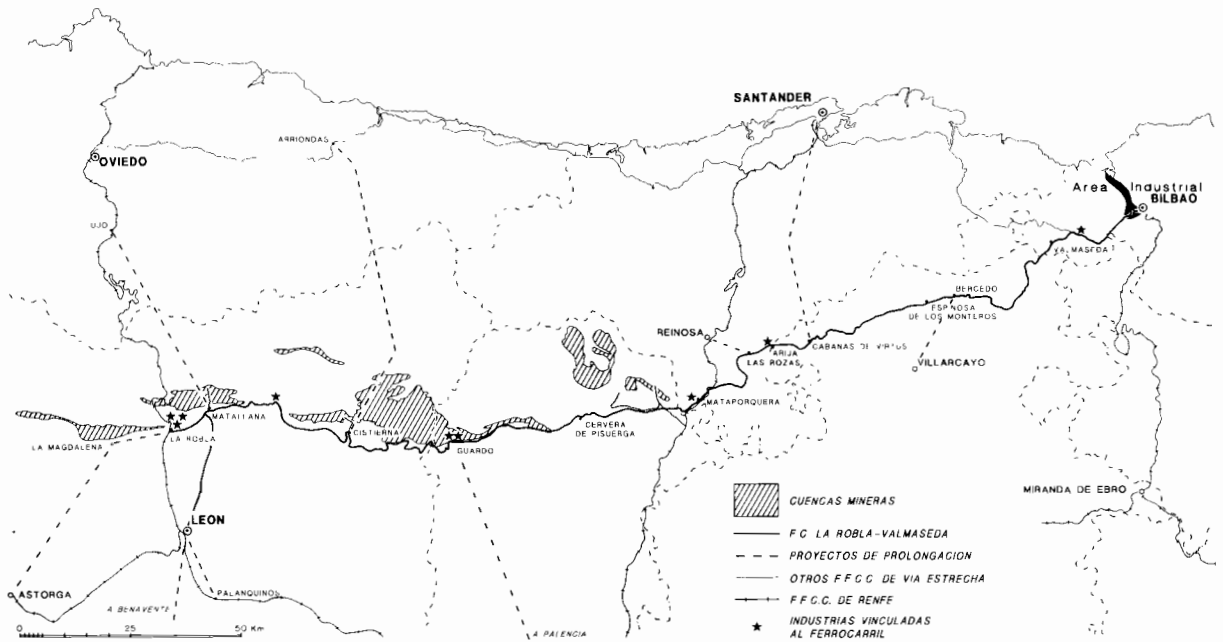 SANTANDER
ARRIONDAS
OVIEDO
Area Industrial
BILBAO
UJO
VALMASEDA
BERCEDO
ESPINOSA
DE LOS MONTEROS
REINOSA
CABAÑAS DE VIRTUS
ARIJA
LAS ROZAS
VILLARCAYO
MATAPORQUERA
MATALLANA
CISTIERNA
CERVERA
DE PISUERGA
LA MAGDALENA
LA ROBLA
GUARDO
MIRANDA DE EBRO
LEON
ASTORGA
A BENAVENTE
PALANQUINOS
A PALENCIA
0 25 50 Km
CUENCAS MINERAS
F C LA ROBLA-VALMASEDA
PROYECTOS DE PROLONGACION
OTROS F F C C DE VIA ESTRECHA
F F C.C. DE RENFE
INDUSTRIAS VINCULADAS
AL FERROCARRIL